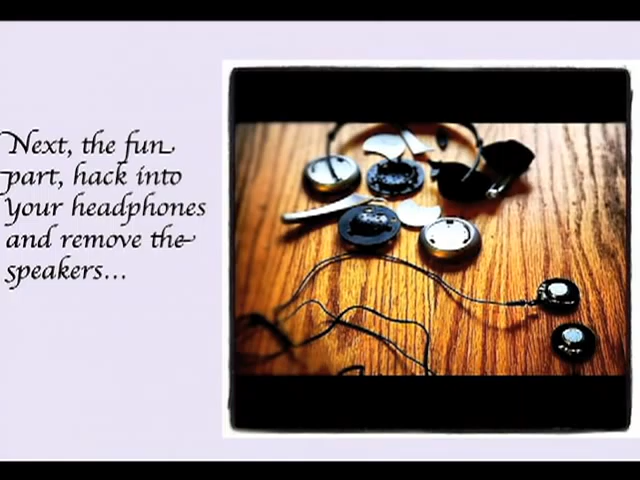 Next, the fun
part, hack into
your headphones
and remove the
speakers...